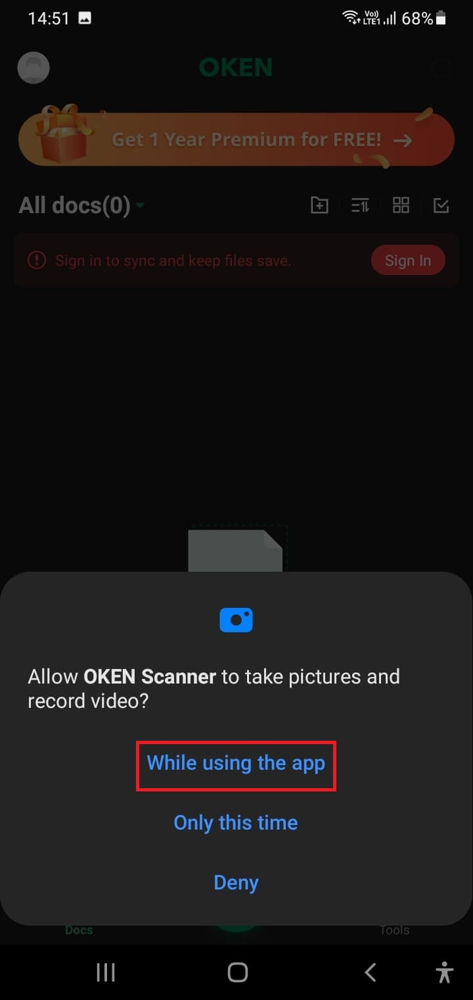 14:51 Vo)) LTE1 68%
OKEN
Get 1 Year Premium for FREE!
All docs(0)
Sign in to sync and keep files save. Sign In
Allow OKEN Scanner to take pictures and
record video?
While using the app
Only this time
Deny
Docs Tools